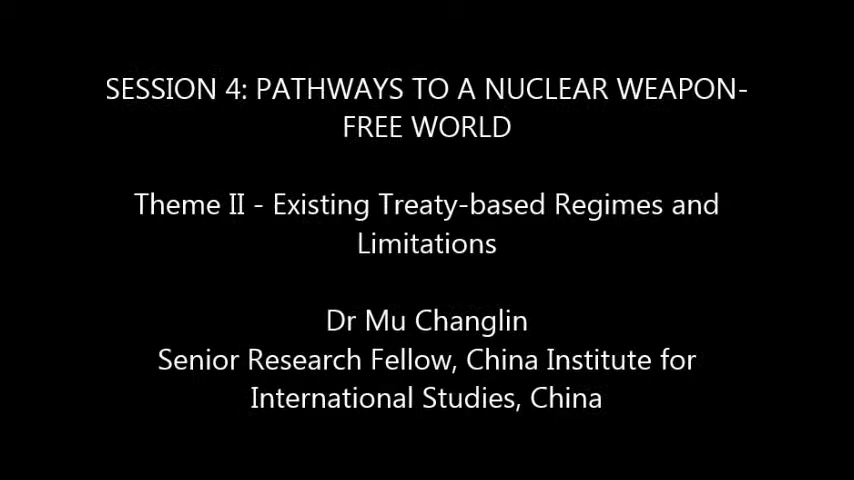 SESSION 4: PATHWAYS TO A NUCLEAR WEAPON-
FREE WORLD
Theme II - Existing Treaty-based Regimes and
Limitations
Dr Mu Changlin
Senior Research Fellow, China Institute for
International Studies, China